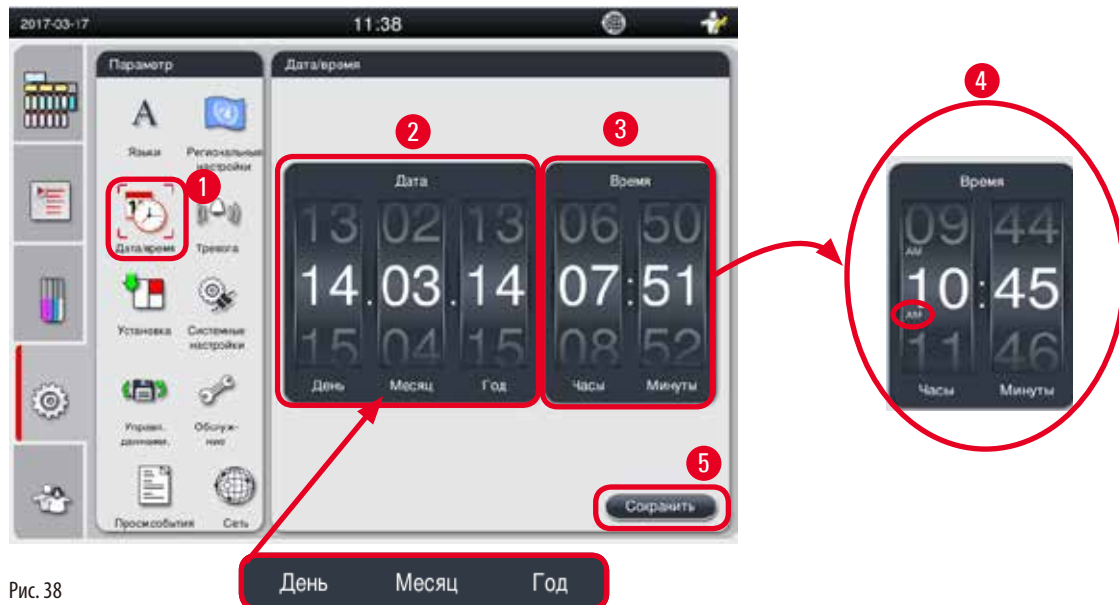 2017-03-17 11:38
Параметр
Дата/время
Языки
Региональные настройки
1
Дата/время
Тревога
Установка
Системные настройки
Управл. данными.
Обслуж-ние
Просм.события
Сеть
2
Дата
13 02 13
14.03.14
15 04 15
День Месяц Год
3
Время
06 50
07:51
08 52
Часы Минуты
5
Сохранить
4
Время
09 44
AM
10:45
AM
11 46
Часы Минуты
День Месяц Год
Рис. 38